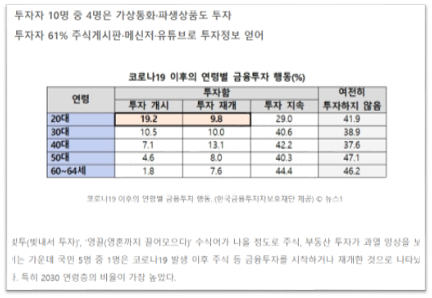 투자자 10명 중 4명은 가상통화·파생상품도 투자
투자자 61% 주식게시판·메신저·유튜브로 투자정보 얻어
코로나19 이후의 연령별 금융투자 행동(%)
연령 투자함 여전히 투자하지 않음
투자 개시 투자 재개 투자 지속
20대 19.2 9.8 29.0 41.9
30대 10.5 10.0 40.6 38.9
40대 7.1 13.1 42.2 37.6
50대 4.6 8.0 40.3 47.1
60~64세 1.8 7.6 44.4 46.2
코로나19 이후의 연령별 금융투자 행동. (한국금융투자자보호재단 제공) © 뉴스1
(빚내서 투자)', '영끌(영혼까지 끌어모으다)' 수식어가 나올 정도로 주식, 부동산 투자가 과열 양상을 보
는 가운데 국민 5명 중 1명은 코로나19 발생 이후 주식 등 금융투자를 시작하거나 재개한 것으로 나타났
다. 특히 2030 연령층의 비율이 가장 높았다.